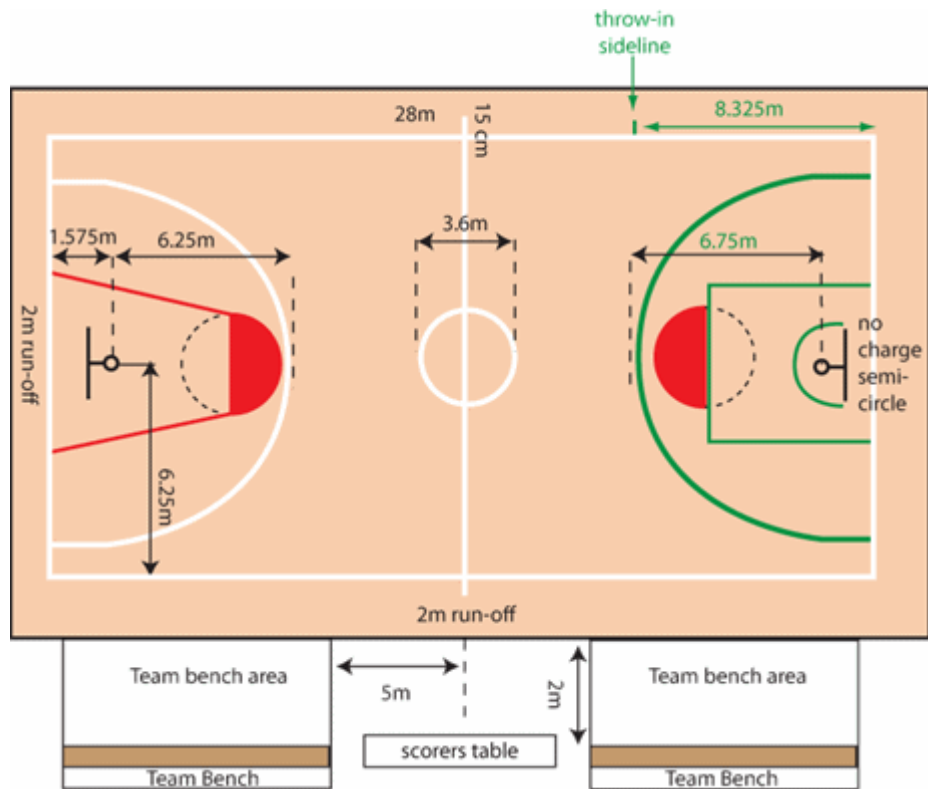 throw-in
sideline
28m
15 cm
8.325m
1.575m
6.25m
3.6m
6.75m
2m run-off
no
charge
semi-
circle
6.25m
2m run-off
Team bench area
5m
2m
Team bench area
scorers table
Team Bench
Team Bench